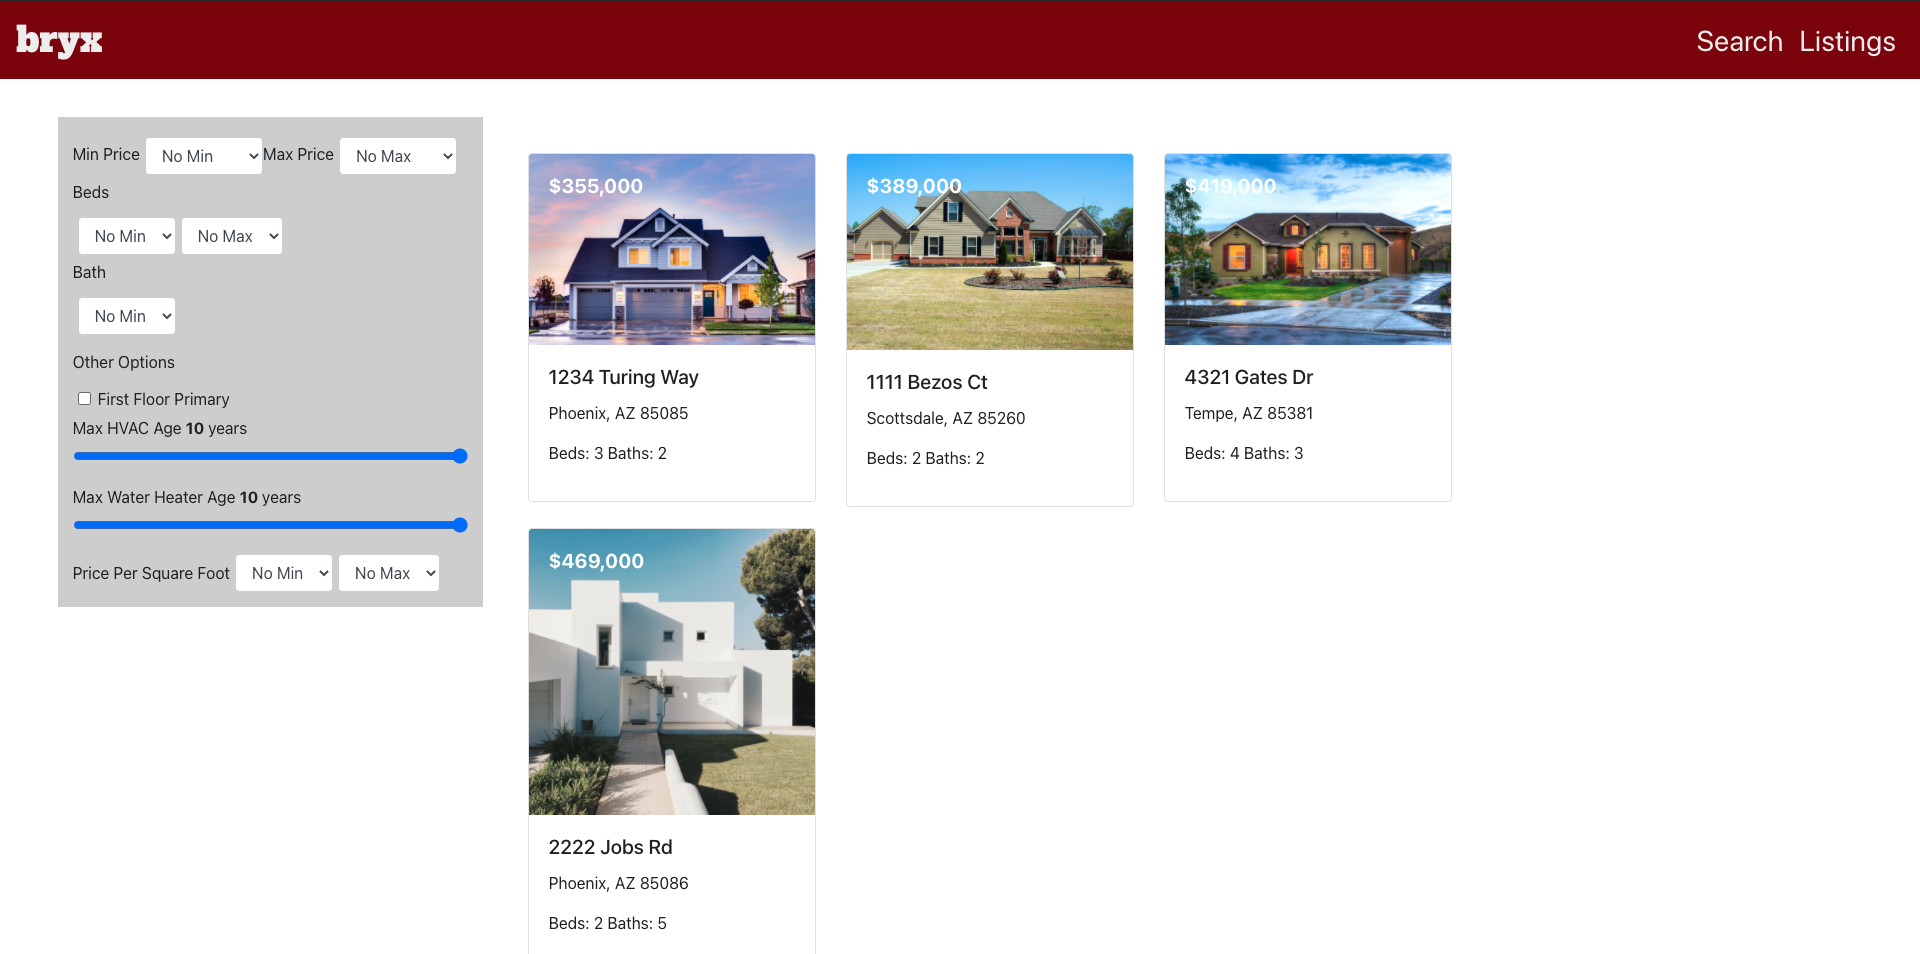 bryx
Search Listings
Min Price No Min Max Price No Max
Beds
No Min No Max
Bath
No Min
Other Options
First Floor Primary
Max HVAC Age 10 years
Max Water Heater Age 10 years
Price Per Square Foot No Min No Max
$355,000
1234 Turing Way
Phoenix, AZ 85085
Beds: 3 Baths: 2
$389,000
1111 Bezos Ct
Scottsdale, AZ 85260
Beds: 2 Baths: 2
$419,000
4321 Gates Dr
Tempe, AZ 85381
Beds: 4 Baths: 3
$469,000
2222 Jobs Rd
Phoenix, AZ 85086
Beds: 2 Baths: 5